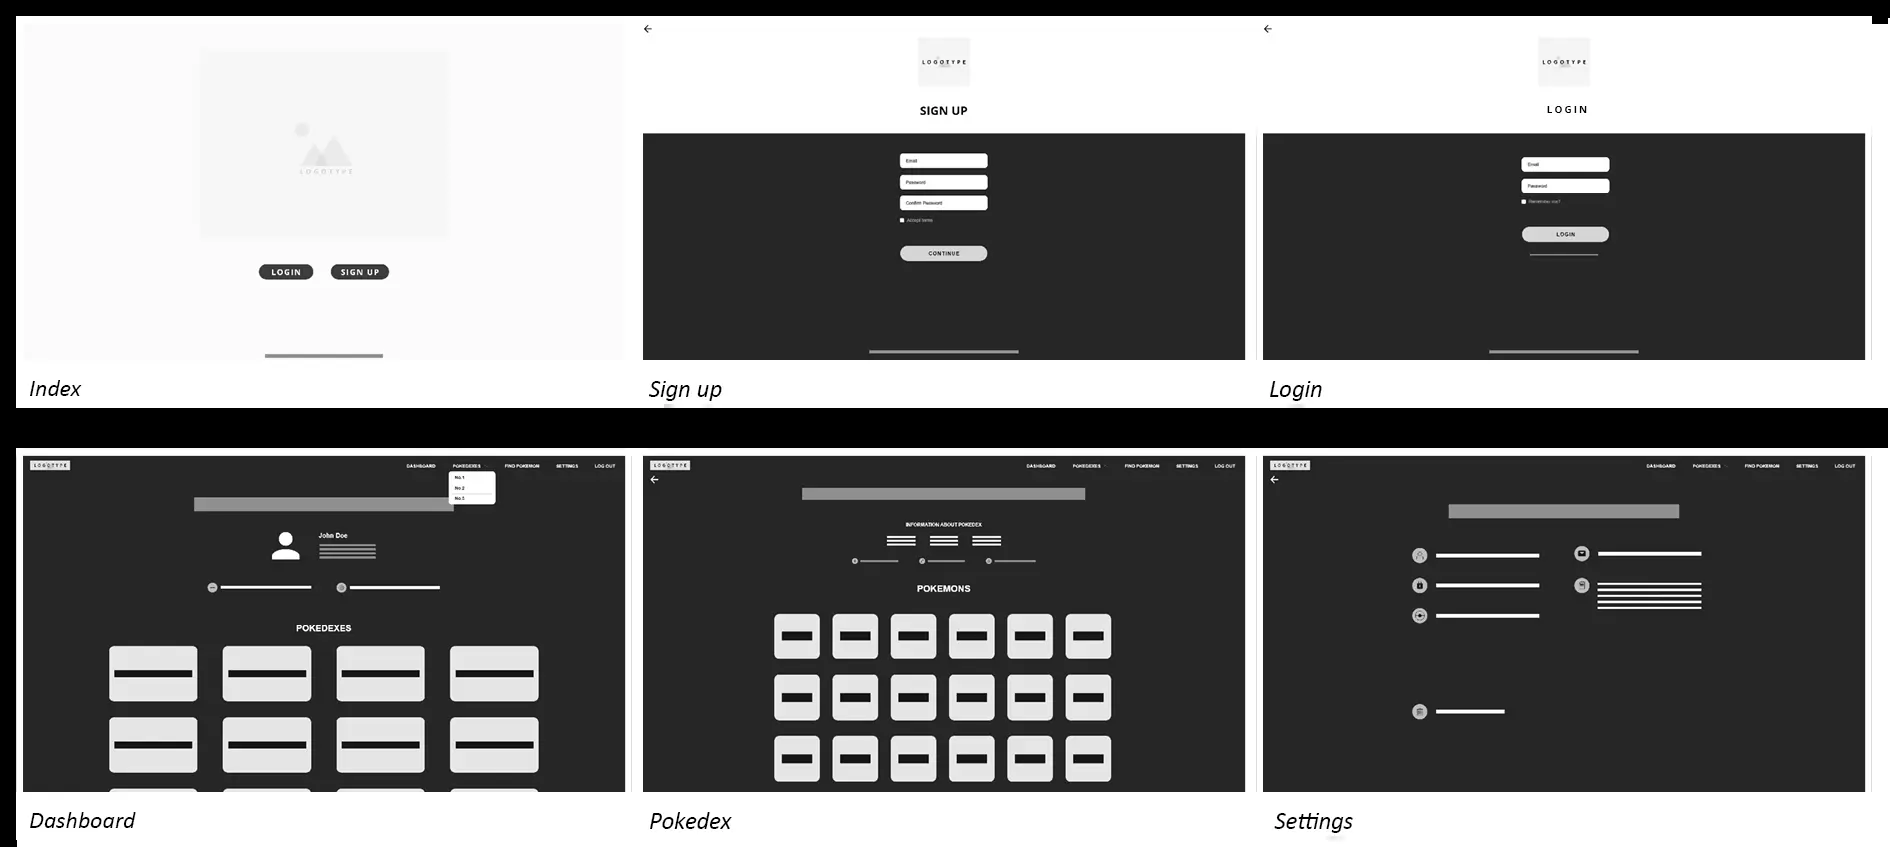 LOGOTYPE
LOGIN
SIGN UP
Index
LOGOTYPE
SIGN UP
Email
Password
Confirm Password
Accept terms
CONTINUE
Sign up
LOGOTYPE
LOGIN
Email
Password
Remember me?
LOGIN
Login
LOGOTYPE
DASHBOARD POKEDEXES FIND POKEMON SETTINGS LOG OUT
No.1
No.2
No.3
John Doe
POKEDEXES
Dashboard
LOGOTYPE
DASHBOARD POKEDEXES FIND POKEMON SETTINGS LOG OUT
INFORMATION ABOUT POKEDEX
POKEMONS
Pokedex
LOGOTYPE
DASHBOARD POKEDEXES FIND POKEMON SETTINGS LOG OUT
Settings